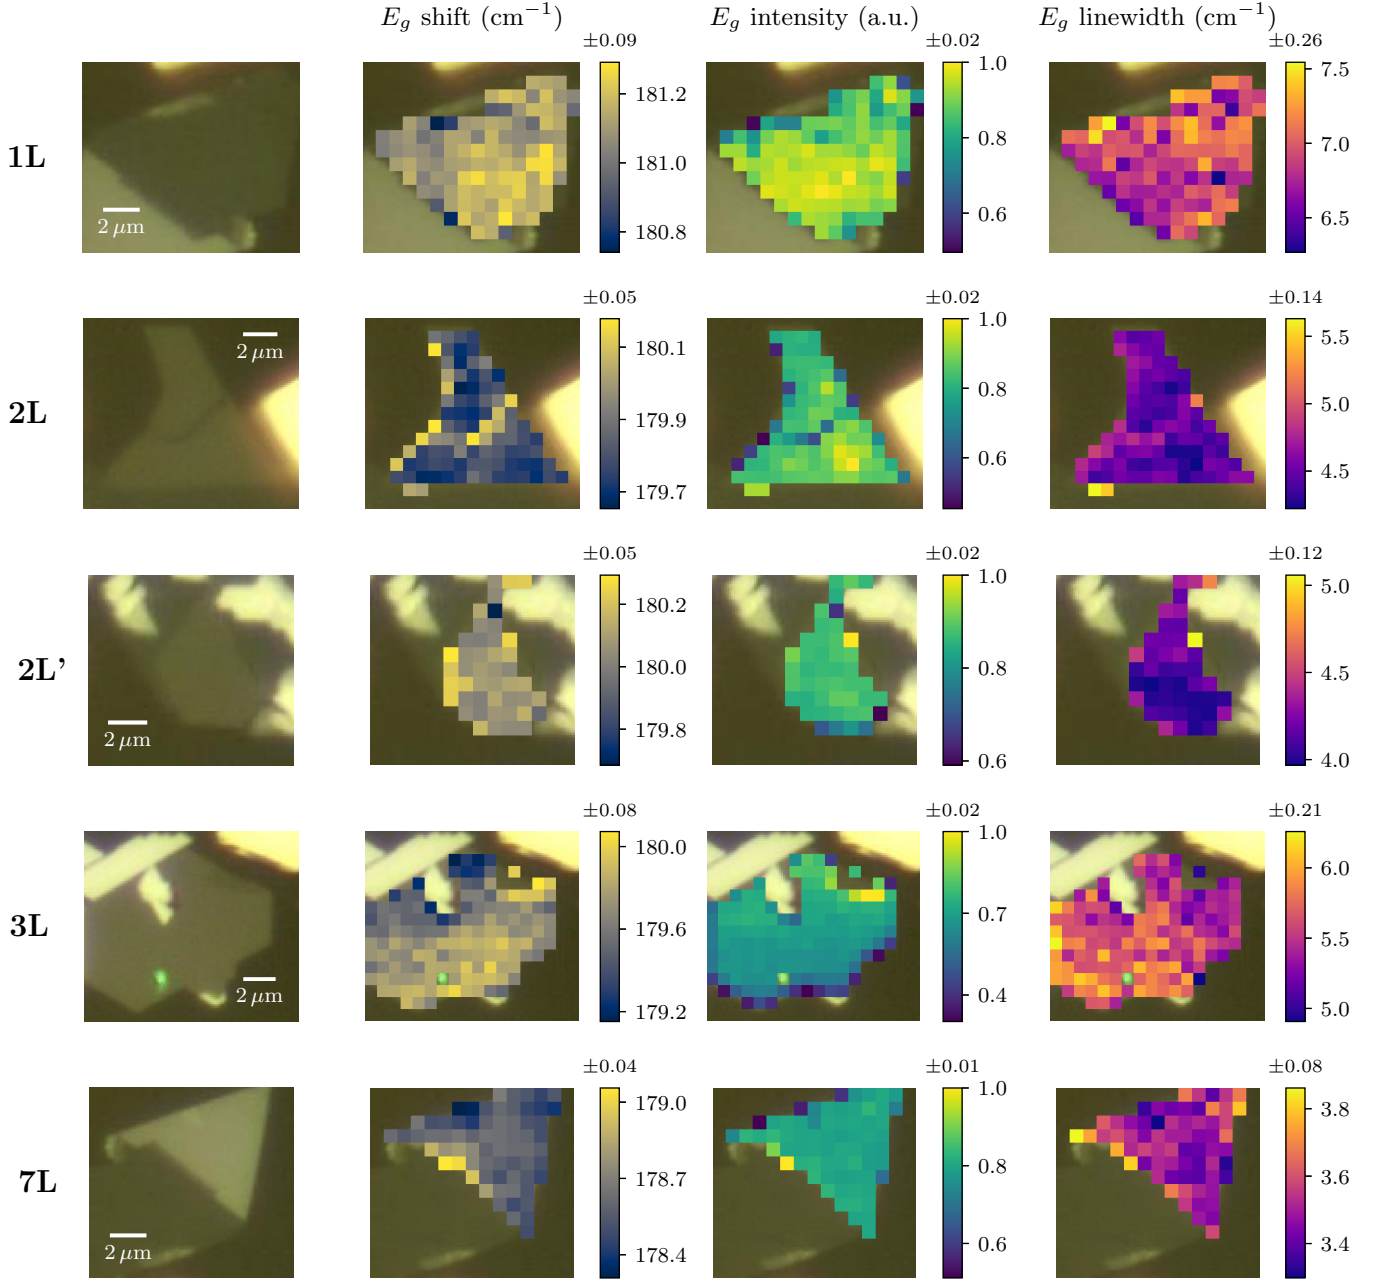 E_g shift (cm⁻¹) E_g intensity (a.u.) E_g linewidth (cm⁻¹)
±0.09 ±0.02 ±0.26
1L
2 μm
181.2
181.0
180.8
1.0
0.8
0.6
7.5
7.0
6.5
±0.05 ±0.02 ±0.14
2L
2 μm
180.1
179.9
179.7
1.0
0.8
0.6
5.5
5.0
4.5
±0.05 ±0.02 ±0.12
2L'
2 μm
180.2
180.0
179.8
1.0
0.8
0.6
5.0
4.5
4.0
±0.08 ±0.02 ±0.21
3L
2 μm
180.0
179.6
179.2
1.0
0.7
0.4
6.0
5.5
5.0
±0.04 ±0.01 ±0.08
7L
2 μm
179.0
178.7
178.4
1.0
0.8
0.6
3.8
3.6
3.4